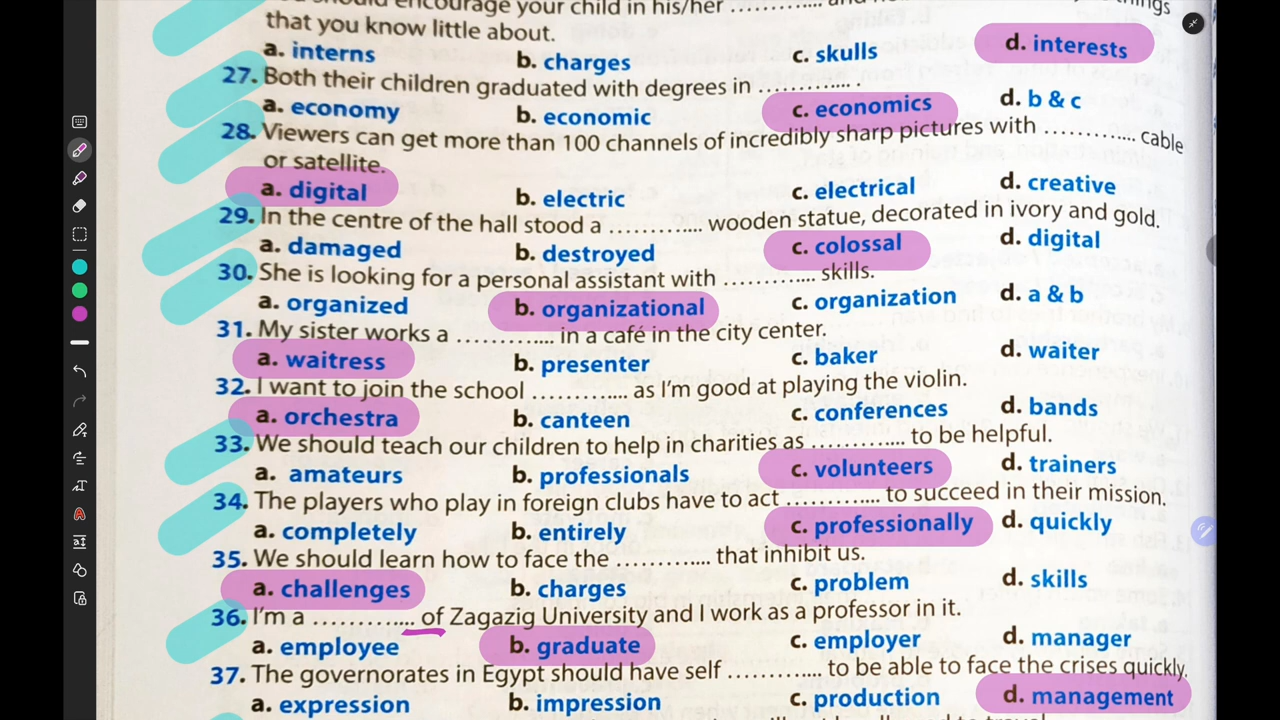 should encourage your child in his/her ................ and
that you know little about.
a. interns b. charges c. skulls d. interests
27. Both their children graduated with degrees in ................ .
a. economy b. economic c. economics d. b & c
28. Viewers can get more than 100 channels of incredibly sharp pictures with ................ cable
or satellite.
a. digital b. electric c. electrical d. creative
29. In the centre of the hall stood a ................ wooden statue, decorated in ivory and gold.
a. damaged b. destroyed c. colossal d. digital
30. She is looking for a personal assistant with ................ skills.
a. organized b. organizational c. organization d. a & b
31. My sister works a ................ in a café in the city center.
a. waitress b. presenter c. baker d. waiter
32. I want to join the school ................ as I'm good at playing the violin.
a. orchestra b. canteen c. conferences d. bands
33. We should teach our children to help in charities as ................ to be helpful.
a. amateurs b. professionals c. volunteers d. trainers
34. The players who play in foreign clubs have to act ................ to succeed in their mission.
a. completely b. entirely c. professionally d. quickly
35. We should learn how to face the ................ that inhibit us.
a. challenges b. charges c. problem d. skills
36. I'm a ................ of Zagazig University and I work as a professor in it.
a. employee b. graduate c. employer d. manager
37. The governorates in Egypt should have self ................ to be able to face the crises quickly.
a. expression b. impression c. production d. management